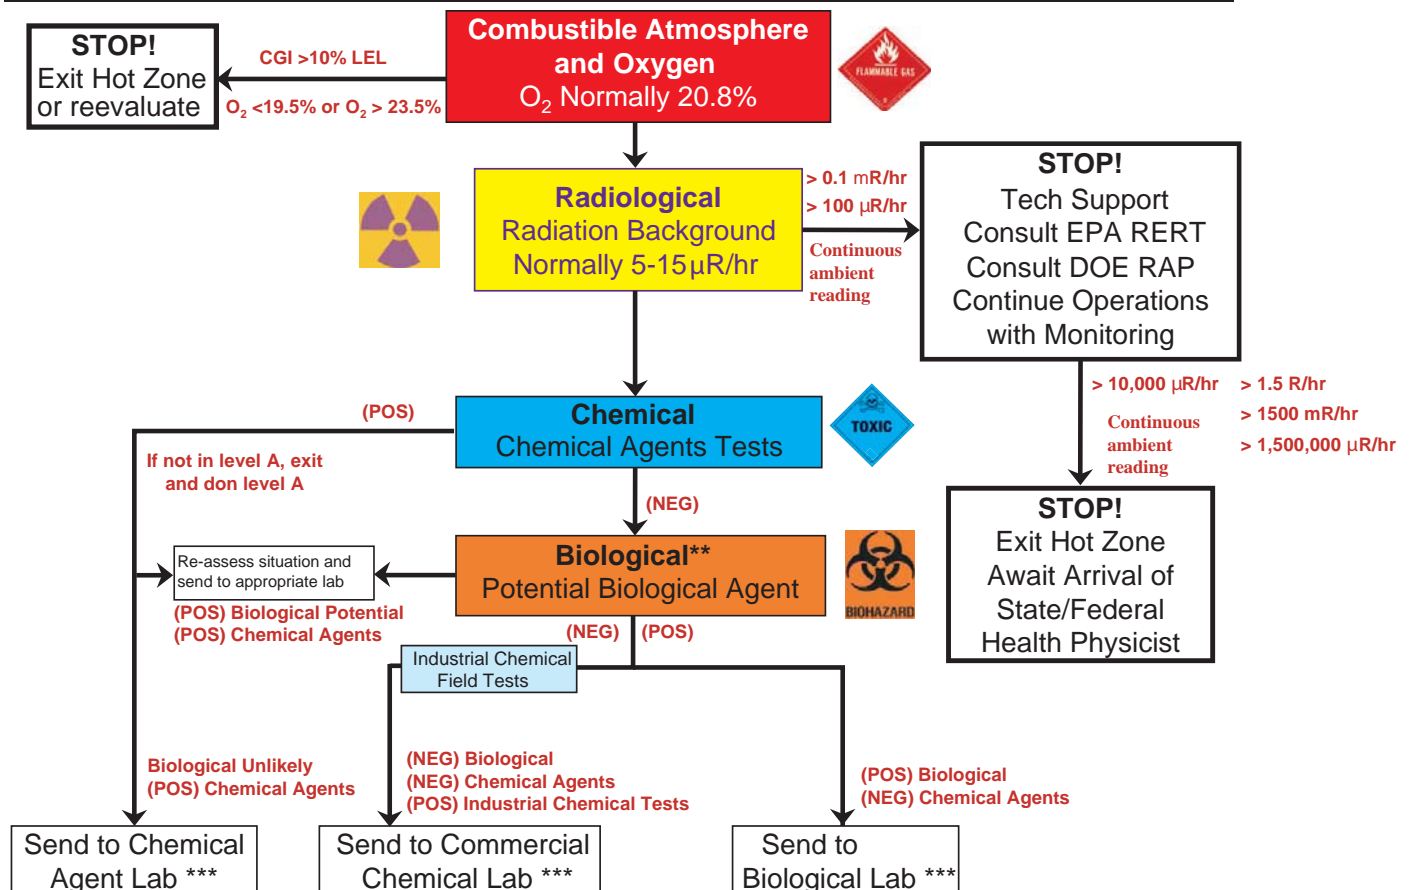 STOP!
Exit Hot Zone
or reevaluate
CGI >10% LEL
O₂ <19.5% or O₂ > 23.5%
Combustible Atmosphere
and Oxygen
O₂ Normally 20.8%
FLAMMABLE GAS
Radiological
Radiation Background
Normally 5-15µR/hr
> 0.1 mR/hr
> 100 µR/hr
Continuous
ambient
reading
STOP!
Tech Support
Consult EPA RERT
Consult DOE RAP
Continue Operations
with Monitoring
> 10,000 µR/hr
Continuous
ambient
reading
> 1.5 R/hr
> 1500 mR/hr
> 1,500,000 µR/hr
STOP!
Exit Hot Zone
Await Arrival of
State/Federal
Health Physicist
Chemical
Chemical Agents Tests
TOXIC
(POS)
If not in level A, exit
and don level A
(NEG)
Biological**
Potential Biological Agent
BIOHAZARD
Re-assess situation and
send to appropriate lab
(POS) Biological Potential
(POS) Chemical Agents
(NEG)
(POS)
Industrial Chemical
Field Tests
Biological Unlikely
(POS) Chemical Agents
(NEG) Biological
(NEG) Chemical Agents
(POS) Industrial Chemical Tests
(POS) Biological
(NEG) Chemical Agents
Send to Chemical
Agent Lab ***
Send to Commercial
Chemical Lab ***
Send to
Biological Lab ***